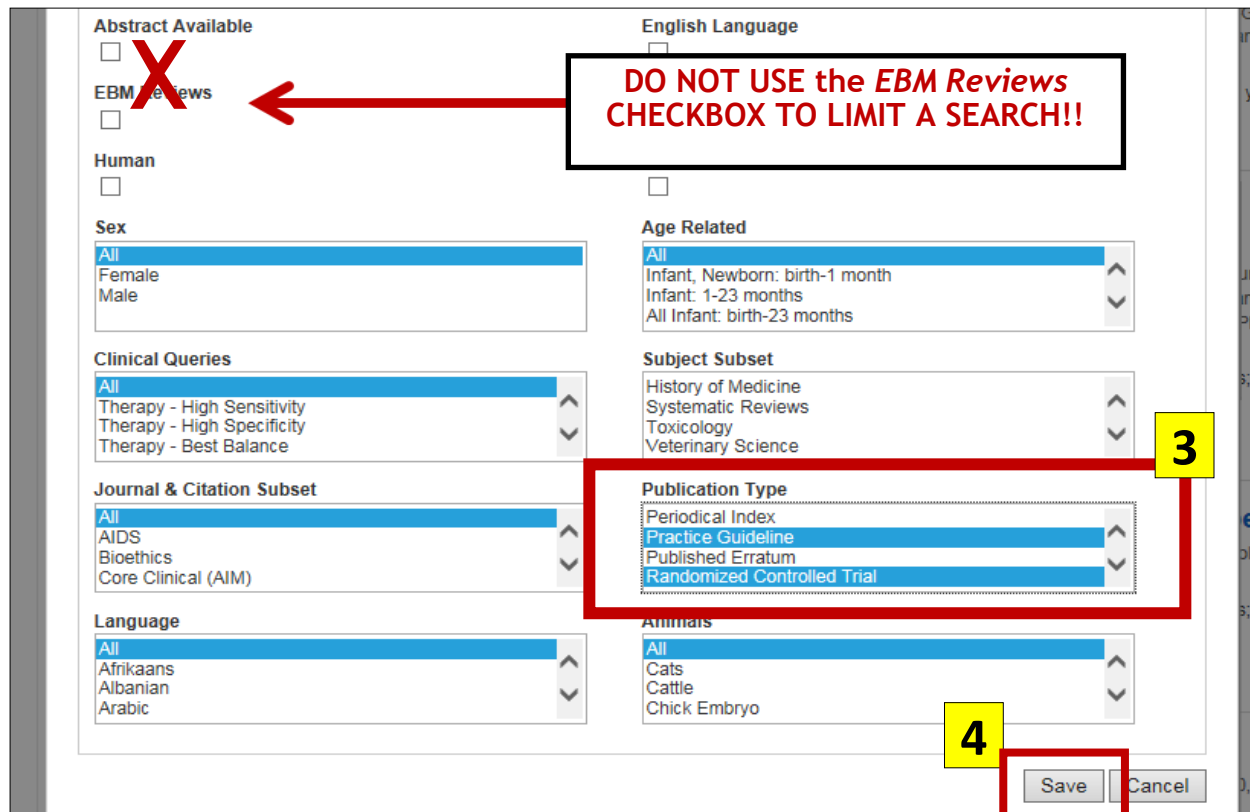 Abstract Available
English Language
X
EBM Reviews
DO NOT USE the EBM Reviews
CHECKBOX TO LIMIT A SEARCH!!
Human
Sex
All
Female
Male
Age Related
All
Infant, Newborn: birth-1 month
Infant: 1-23 months
All Infant: birth-23 months
Clinical Queries
All
Therapy - High Sensitivity
Therapy - High Specificity
Therapy - Best Balance
Subject Subset
History of Medicine
Systematic Reviews
Toxicology
Veterinary Science
3
Journal & Citation Subset
All
AIDS
Bioethics
Core Clinical (AIM)
Publication Type
Periodical Index
Practice Guideline
Published Erratum
Randomized Controlled Trial
Language
All
Afrikaans
Albanian
Arabic
Animals
All
Cats
Cattle
Chick Embryo
4
Save
Cancel